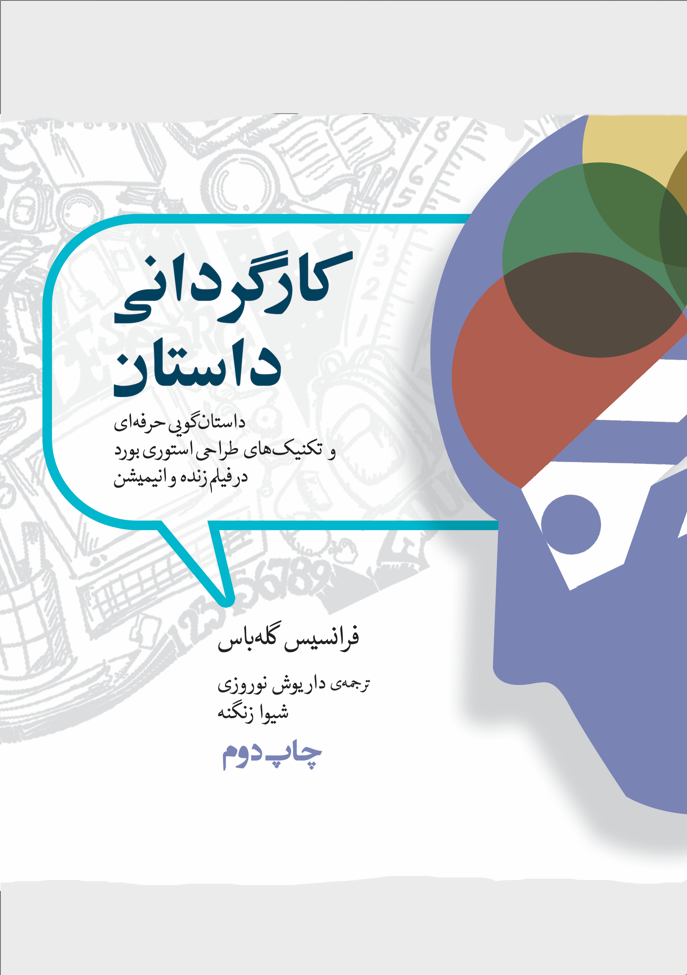 کارگردانی
داستان
داستان‌گویی حرفه‌ای
و تکنیک‌های طراحی استوری بورد
در فیلم زنده و انیمیشن
فرانسیس گله‌باس
ترجمه‌ی داریوش نوروزی
شیوا زنگنه
چاپ دوم